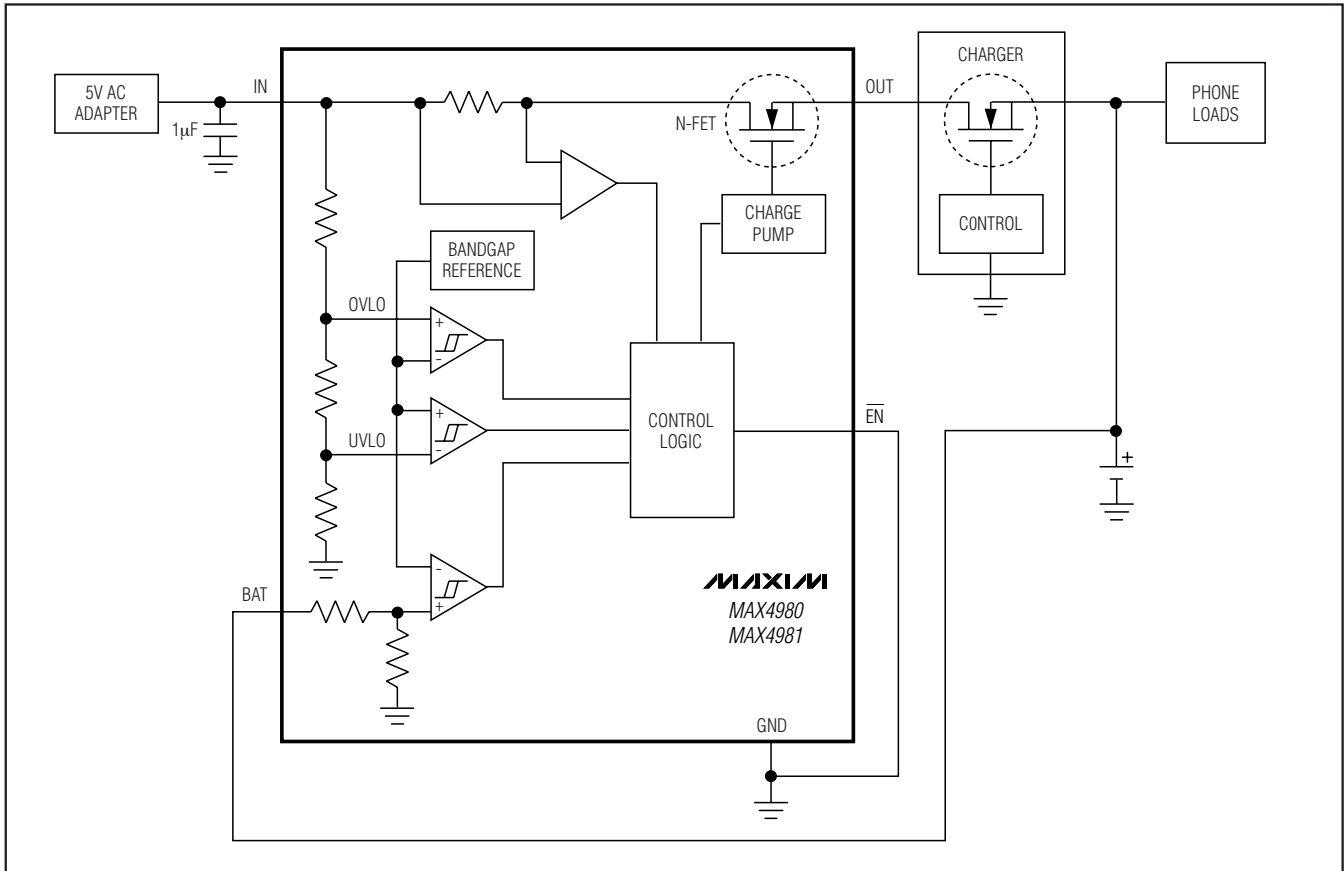 5V AC
ADAPTER
1μF
IN
N-FET
OUT
CHARGER
PHONE
LOADS
CHARGE
PUMP
C0NTROL
BANDGAP
REFERENCE
OVLO
+
-
+
-
UVLO
CONTROL
LOGIC
EN
+
-
+
BAT
MAXIM
MAX4980
MAX4981
GND